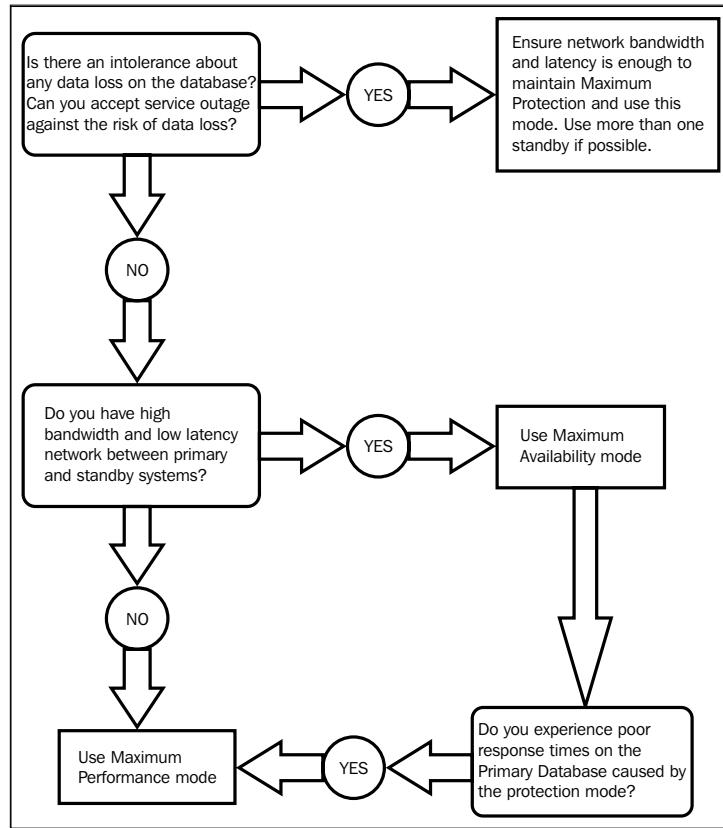 Is there an intolerance about
any data loss on the database?
Can you accept service outage
against the risk of data loss?
YES
Ensure network bandwidth
and latency is enough to
maintain Maximum
Protection and use this
mode. Use more than one
standby if possible.
NO
Do you have high
bandwidth and low latency
network between primary
and standby systems?
YES
Use Maximum
Availability mode
NO
Use Maximum
Performance mode
YES
Do you experience poor
response times on the
Primary Database caused by
the protection mode?